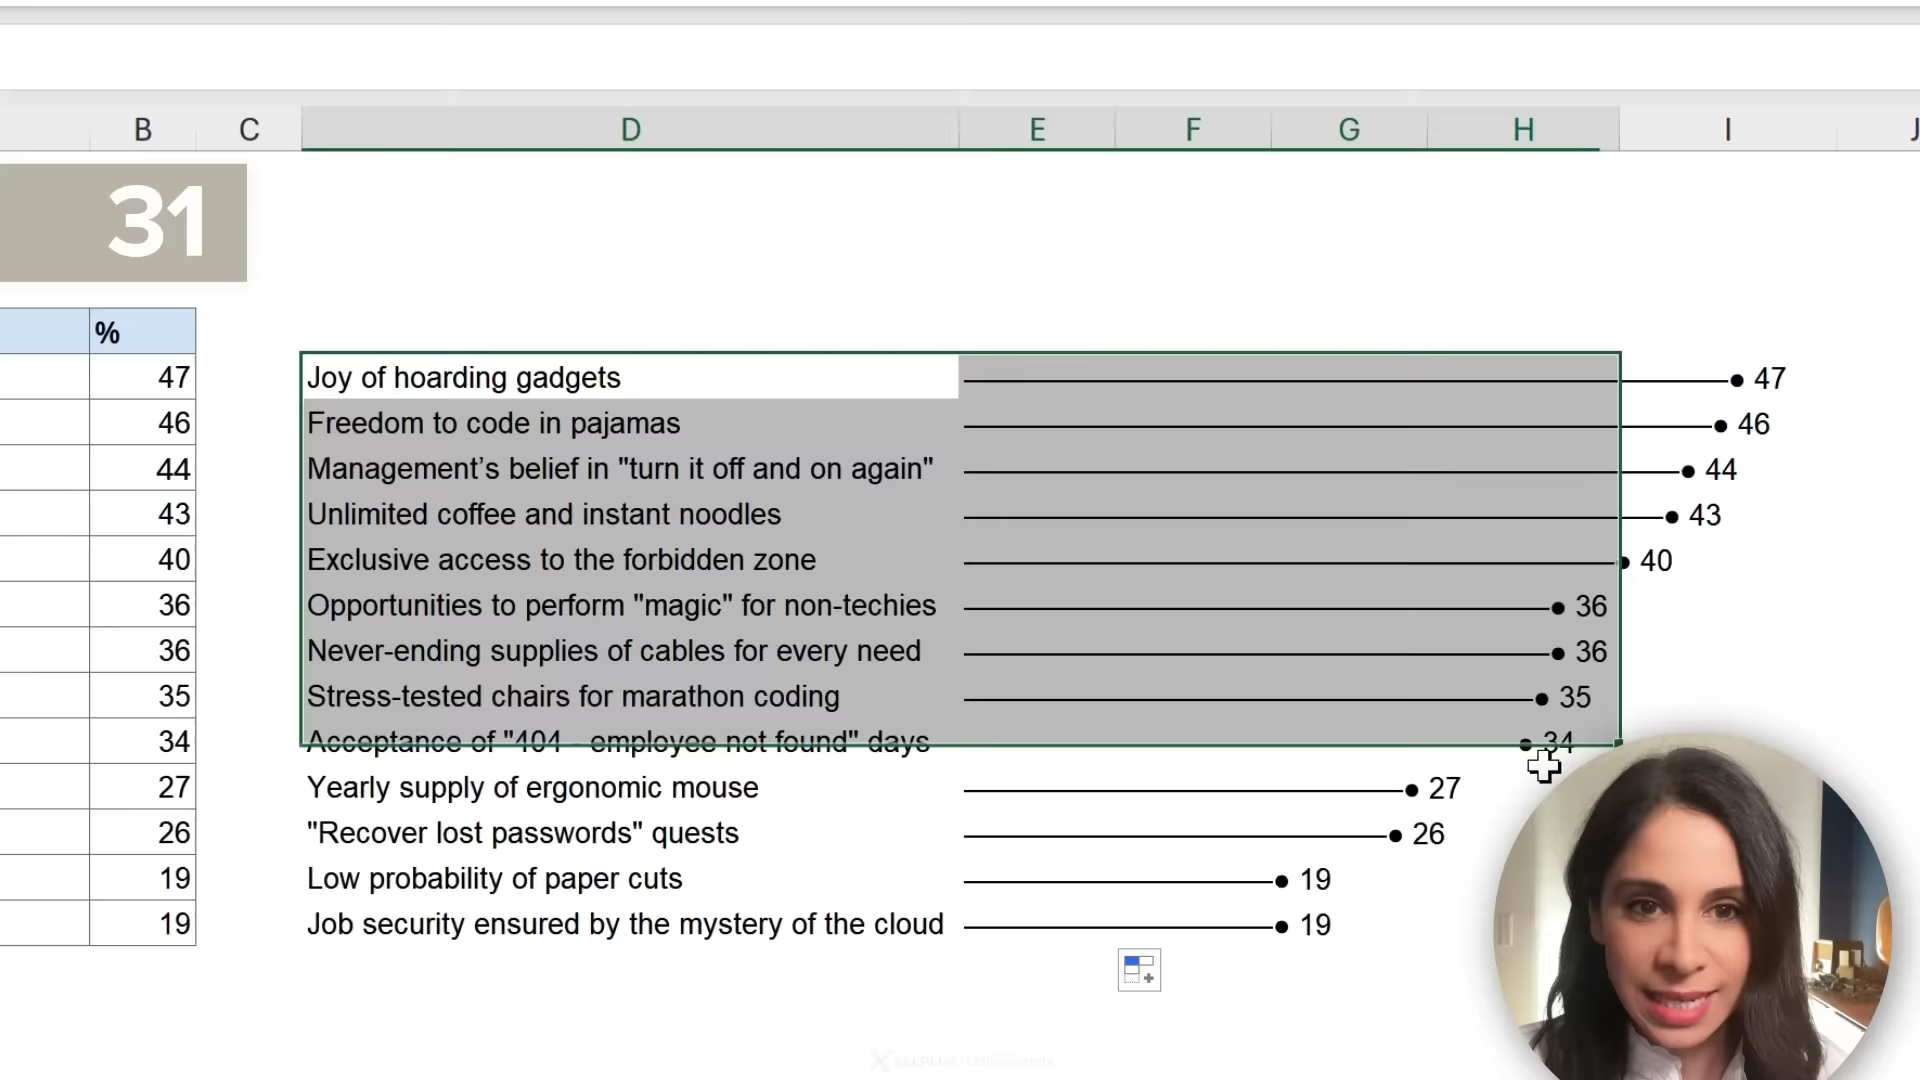 B C D E F G H I J
31
%
47 Joy of hoarding gadgets 47
46 Freedom to code in pajamas 46
44 Management’s belief in "turn it off and on again" 44
43 Unlimited coffee and instant noodles 43
40 Exclusive access to the forbidden zone 40
36 Opportunities to perform "magic" for non-techies 36
36 Never-ending supplies of cables for every need 36
35 Stress-tested chairs for marathon coding 35
34 Acceptance of "404 - employee not found" days 34
27 Yearly supply of ergonomic mouse 27
26 "Recover lost passwords" quests 26
19 Low probability of paper cuts 19
19 Job security ensured by the mystery of the cloud 19